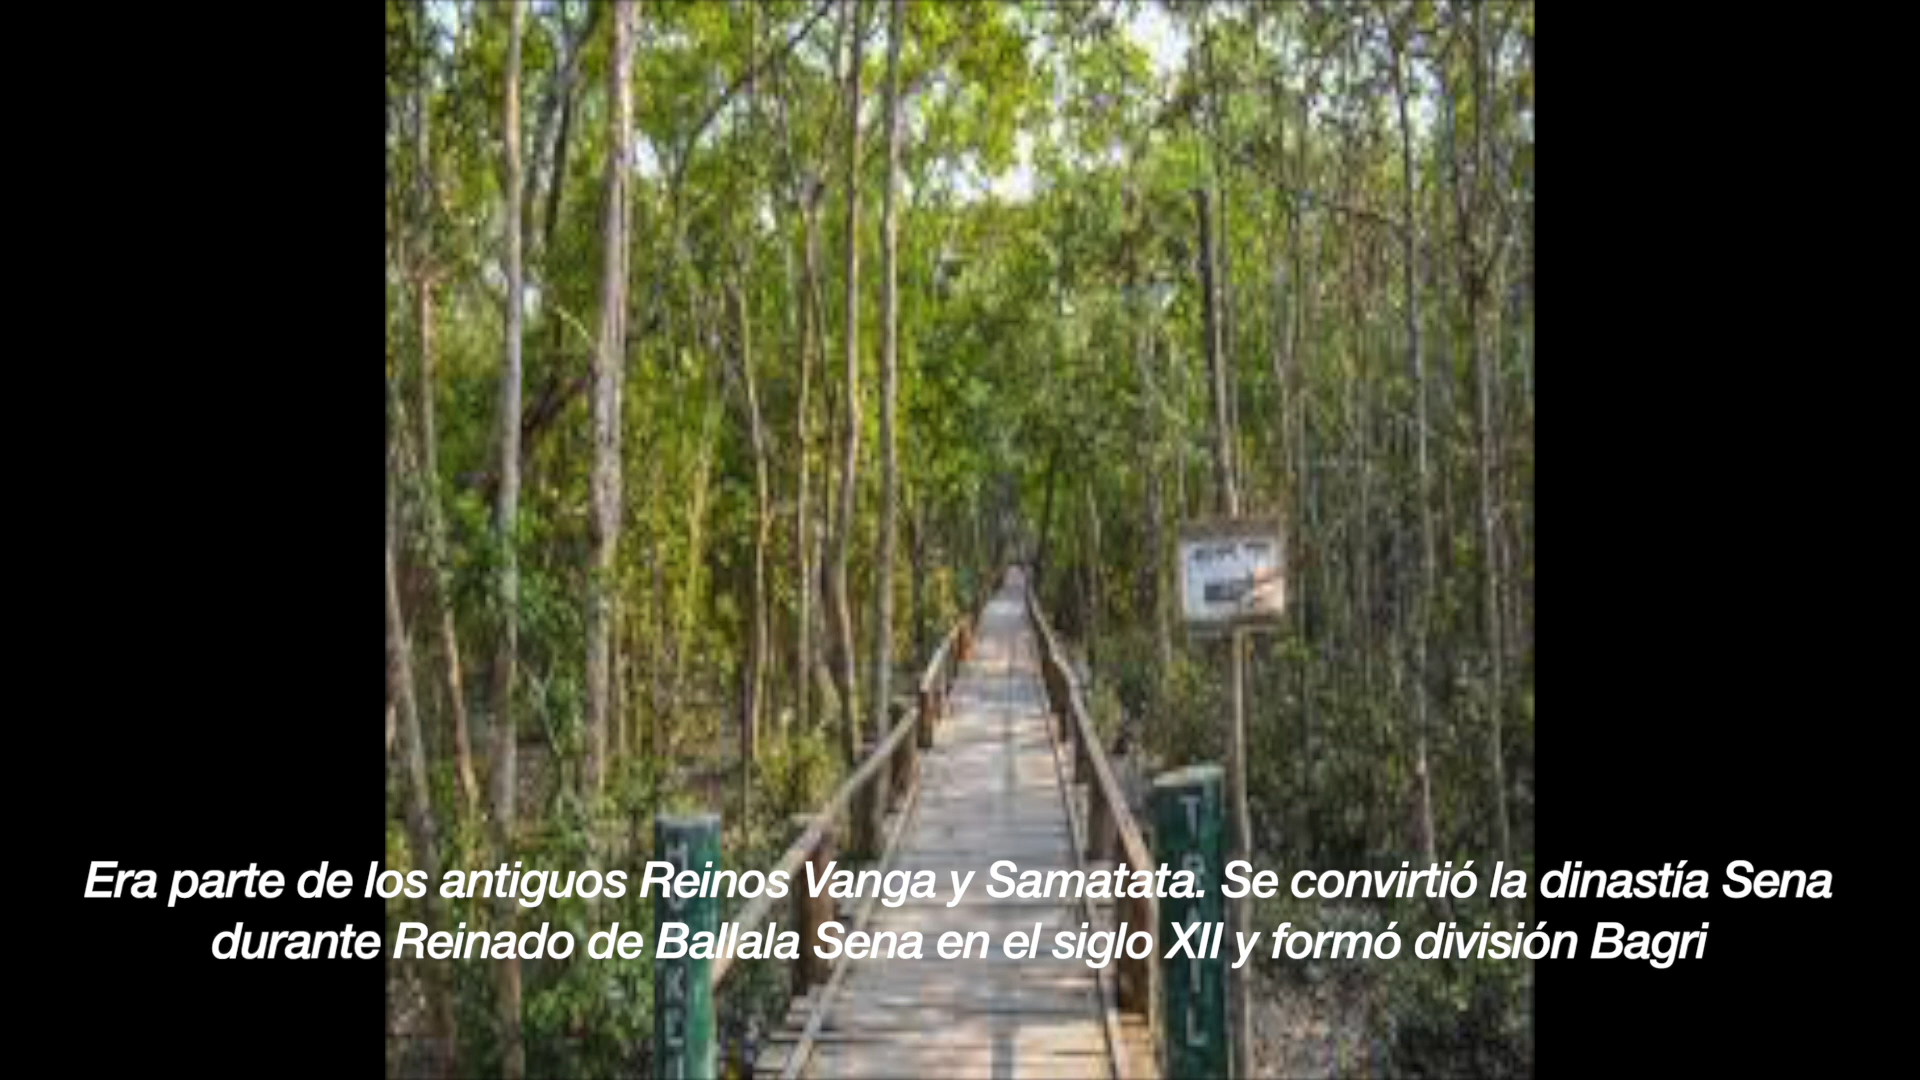 Era parte de los antiguos Reinos Vanga y Samatata. Se convirtió la dinastía Sena
durante Reinado de Ballala Sena en el siglo XII y formó división Bagri